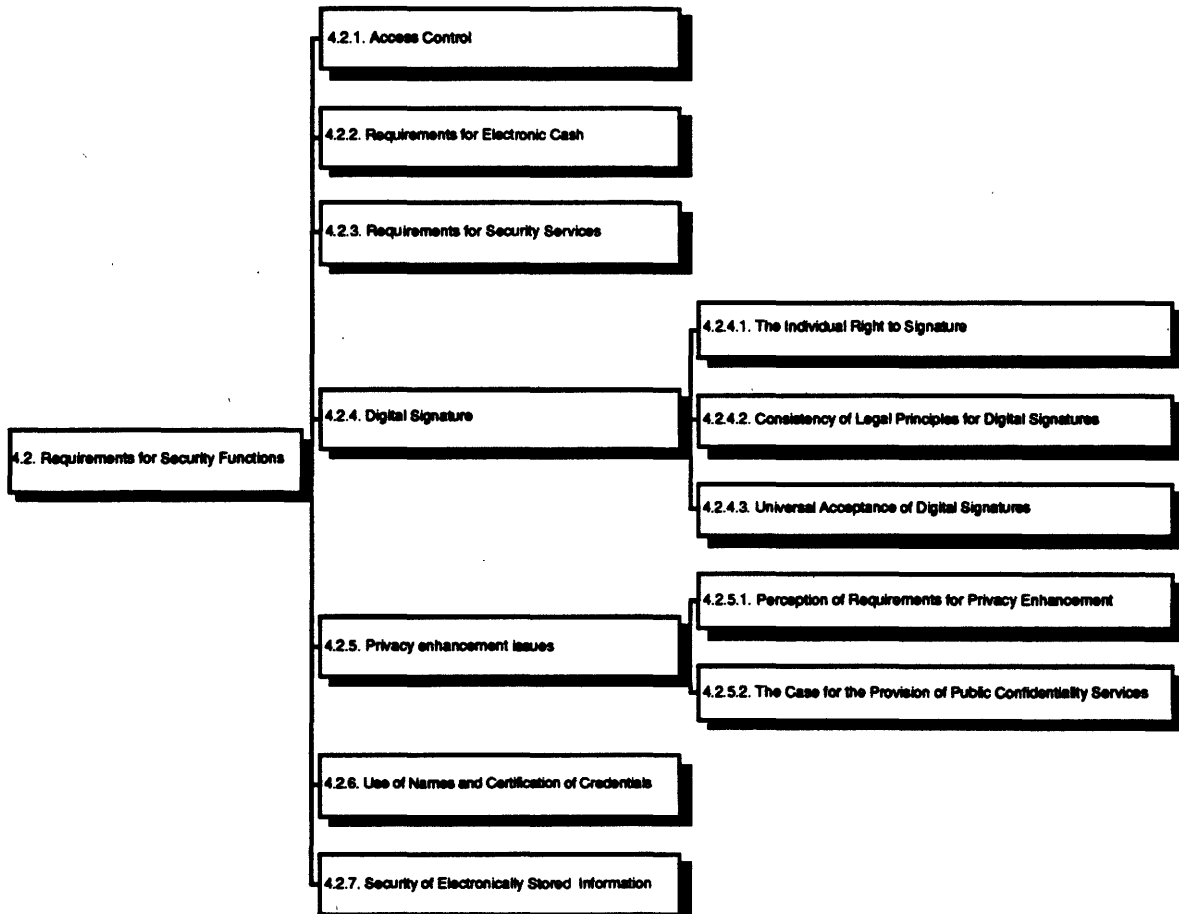 4.2.1. Access Control
4.2.2. Requirements for Electronic Cash
4.2.3. Requirements for Security Services
4.2.4.1. The Individual Right to Signature
4.2.4. Digital Signature
4.2.4.2. Consistency of Legal Principles for Digital Signatures
4.2. Requirements for Security Functions
4.2.4.3. Universal Acceptance of Digital Signatures
4.2.5.1. Perception of Requirements for Privacy Enhancement
4.2.5. Privacy enhancement issues
4.2.5.2. The Case for the Provision of Public Confidentiality Services
4.2.6. Use of Names and Certification of Credentials
4.2.7. Security of Electronically Stored Information